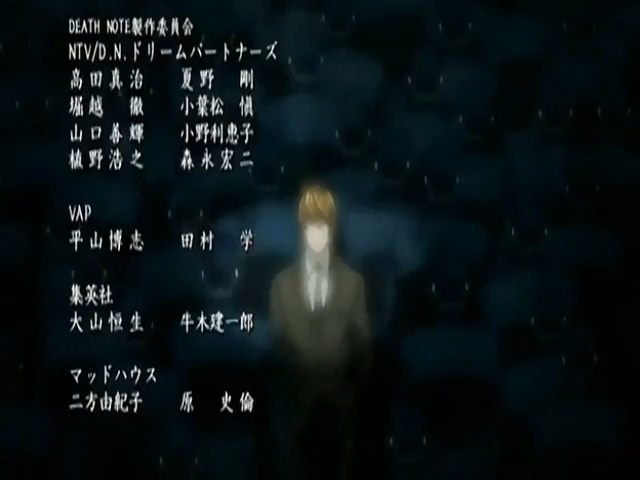 DEATH NOTE製作委員会
NTV/D.N.ドリームパートナーズ
高田真治 夏野 剛
堀越 徹 小葉松 愼
山口善輝 小野利恵子
植野浩之 森永宏二
VAP
平山博志 田村 学
集英社
大山恒生 牛木建一郎
マッドハウス
二方由紀子 原 史倫